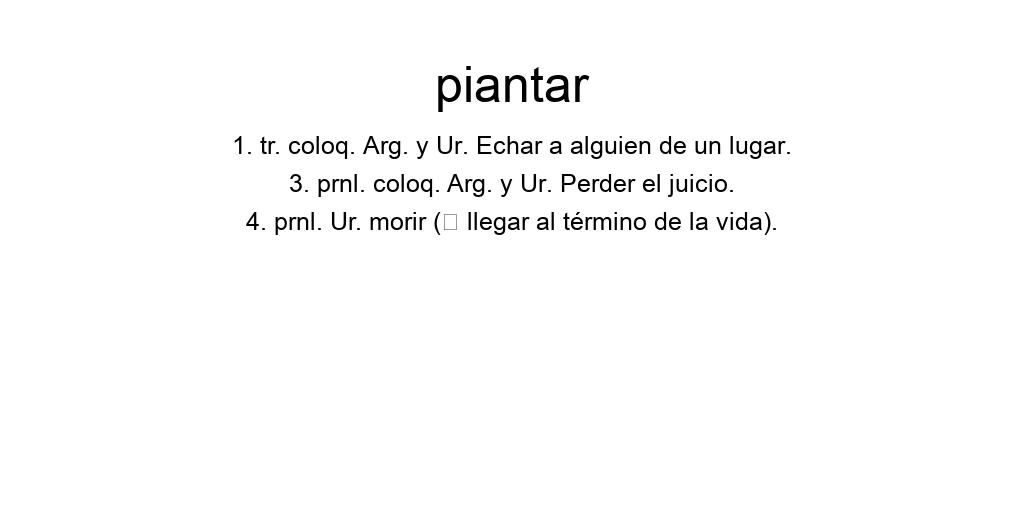 piantar
1. tr. coloq. Arg. y Ur. Echar a alguien de un lugar.
3. prnl. coloq. Arg. y Ur. Perder el juicio.
4. prnl. Ur. morir (□ llegar al término de la vida).